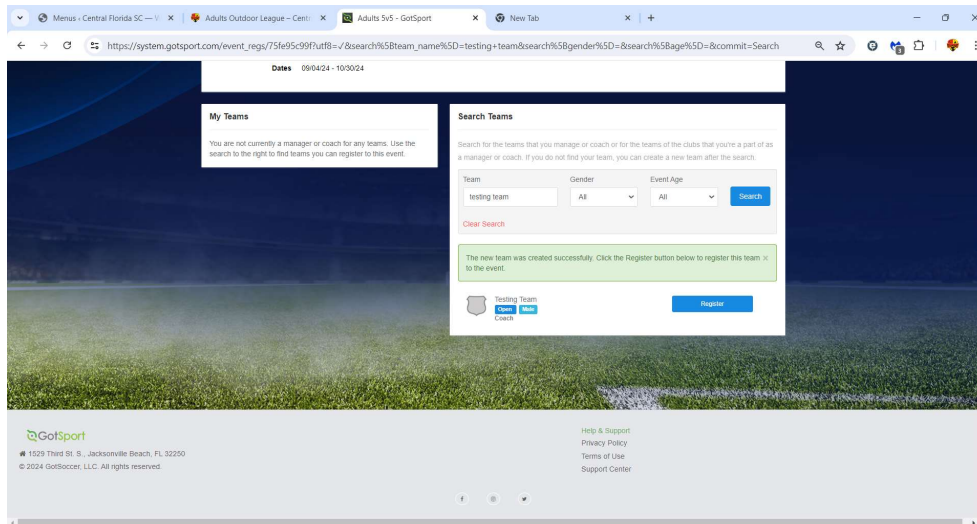 Menus ‹ Central Florida SC — W
Adults Outdoor League – Centr
Adults 5v5 - GotSport
New Tab
https://system.gotsport.com/event_regs/75fe95c99f?utf8=✓&search%5Bteam_name%5D=testing+team&search%5Bgender%5D=&search%5Bage%5D=&commit=Search
3
Dates 09/04/24 - 10/30/24
My Teams
You are not currently a manager or coach for any teams. Use the
search to the right to find teams you can register to this event.
Search Teams
Search for the teams that you manage or coach or for the teams of the clubs that you're a part of as
a manager or coach. If you do not find your team, you can create a new team after the search.
Team Gender Event Age
testing team All All Search
Clear Search
The new team was created successfully. Click the Register button below to register this team ×
to the event.
Testing Team
Open Male
Coach
Register
GotSport
1529 Third St. S., Jacksonville Beach, FL 32250
© 2024 GotSoccer, LLC. All rights reserved.
Help & Support
Privacy Policy
Terms of Use
Support Center